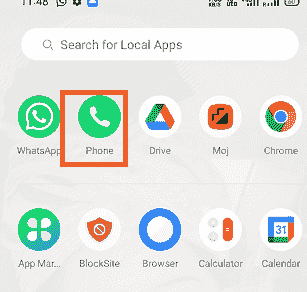 11:48
Search for Local Apps
WhatsApp Phone Drive Moj Chrome
31
App Mar... BlockSite Browser Calculator Calendar